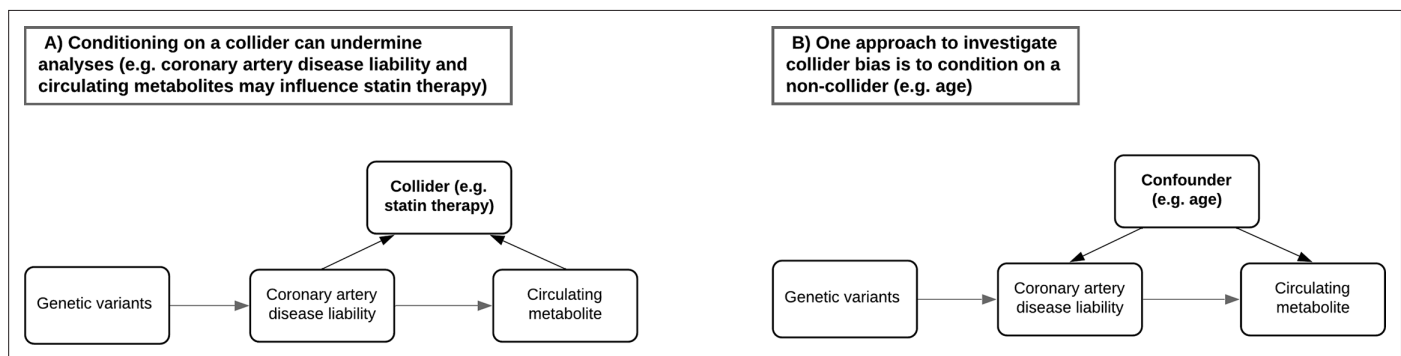 A) Conditioning on a collider can undermine
analyses (e.g. coronary artery disease liability and
circulating metabolites may influence statin therapy)
Collider (e.g.
statin therapy)
Genetic variants
Coronary artery
disease liability
Circulating
metabolite
B) One approach to investigate
collider bias is to condition on a
non-collider (e.g. age)
Confounder
(e.g. age)
Genetic variants
Coronary artery
disease liability
Circulating
metabolite